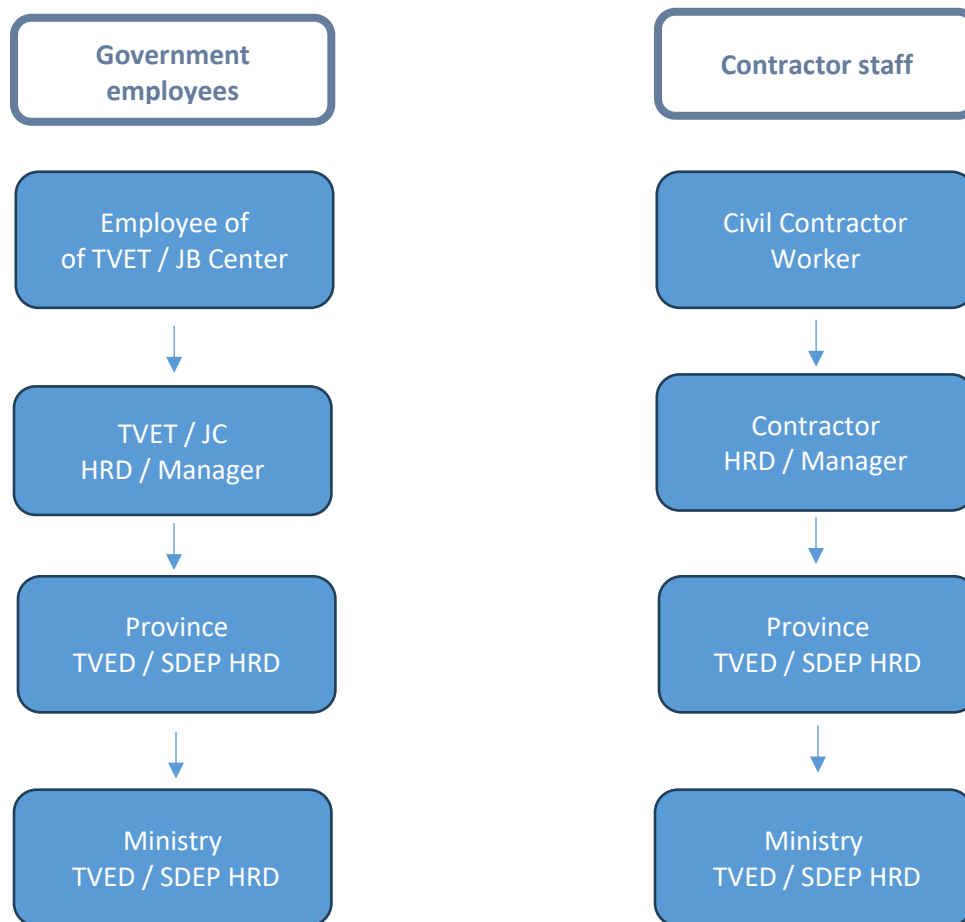 Government
employees
Contractor staff
Employee of
of TVET / JB Center
Civil Contractor
Worker
TVET / JC
HRD / Manager
Contractor
HRD / Manager
Province
TVED / SDEP HRD
Province
TVED / SDEP HRD
Ministry
TVED / SDEP HRD
Ministry
TVED / SDEP HRD